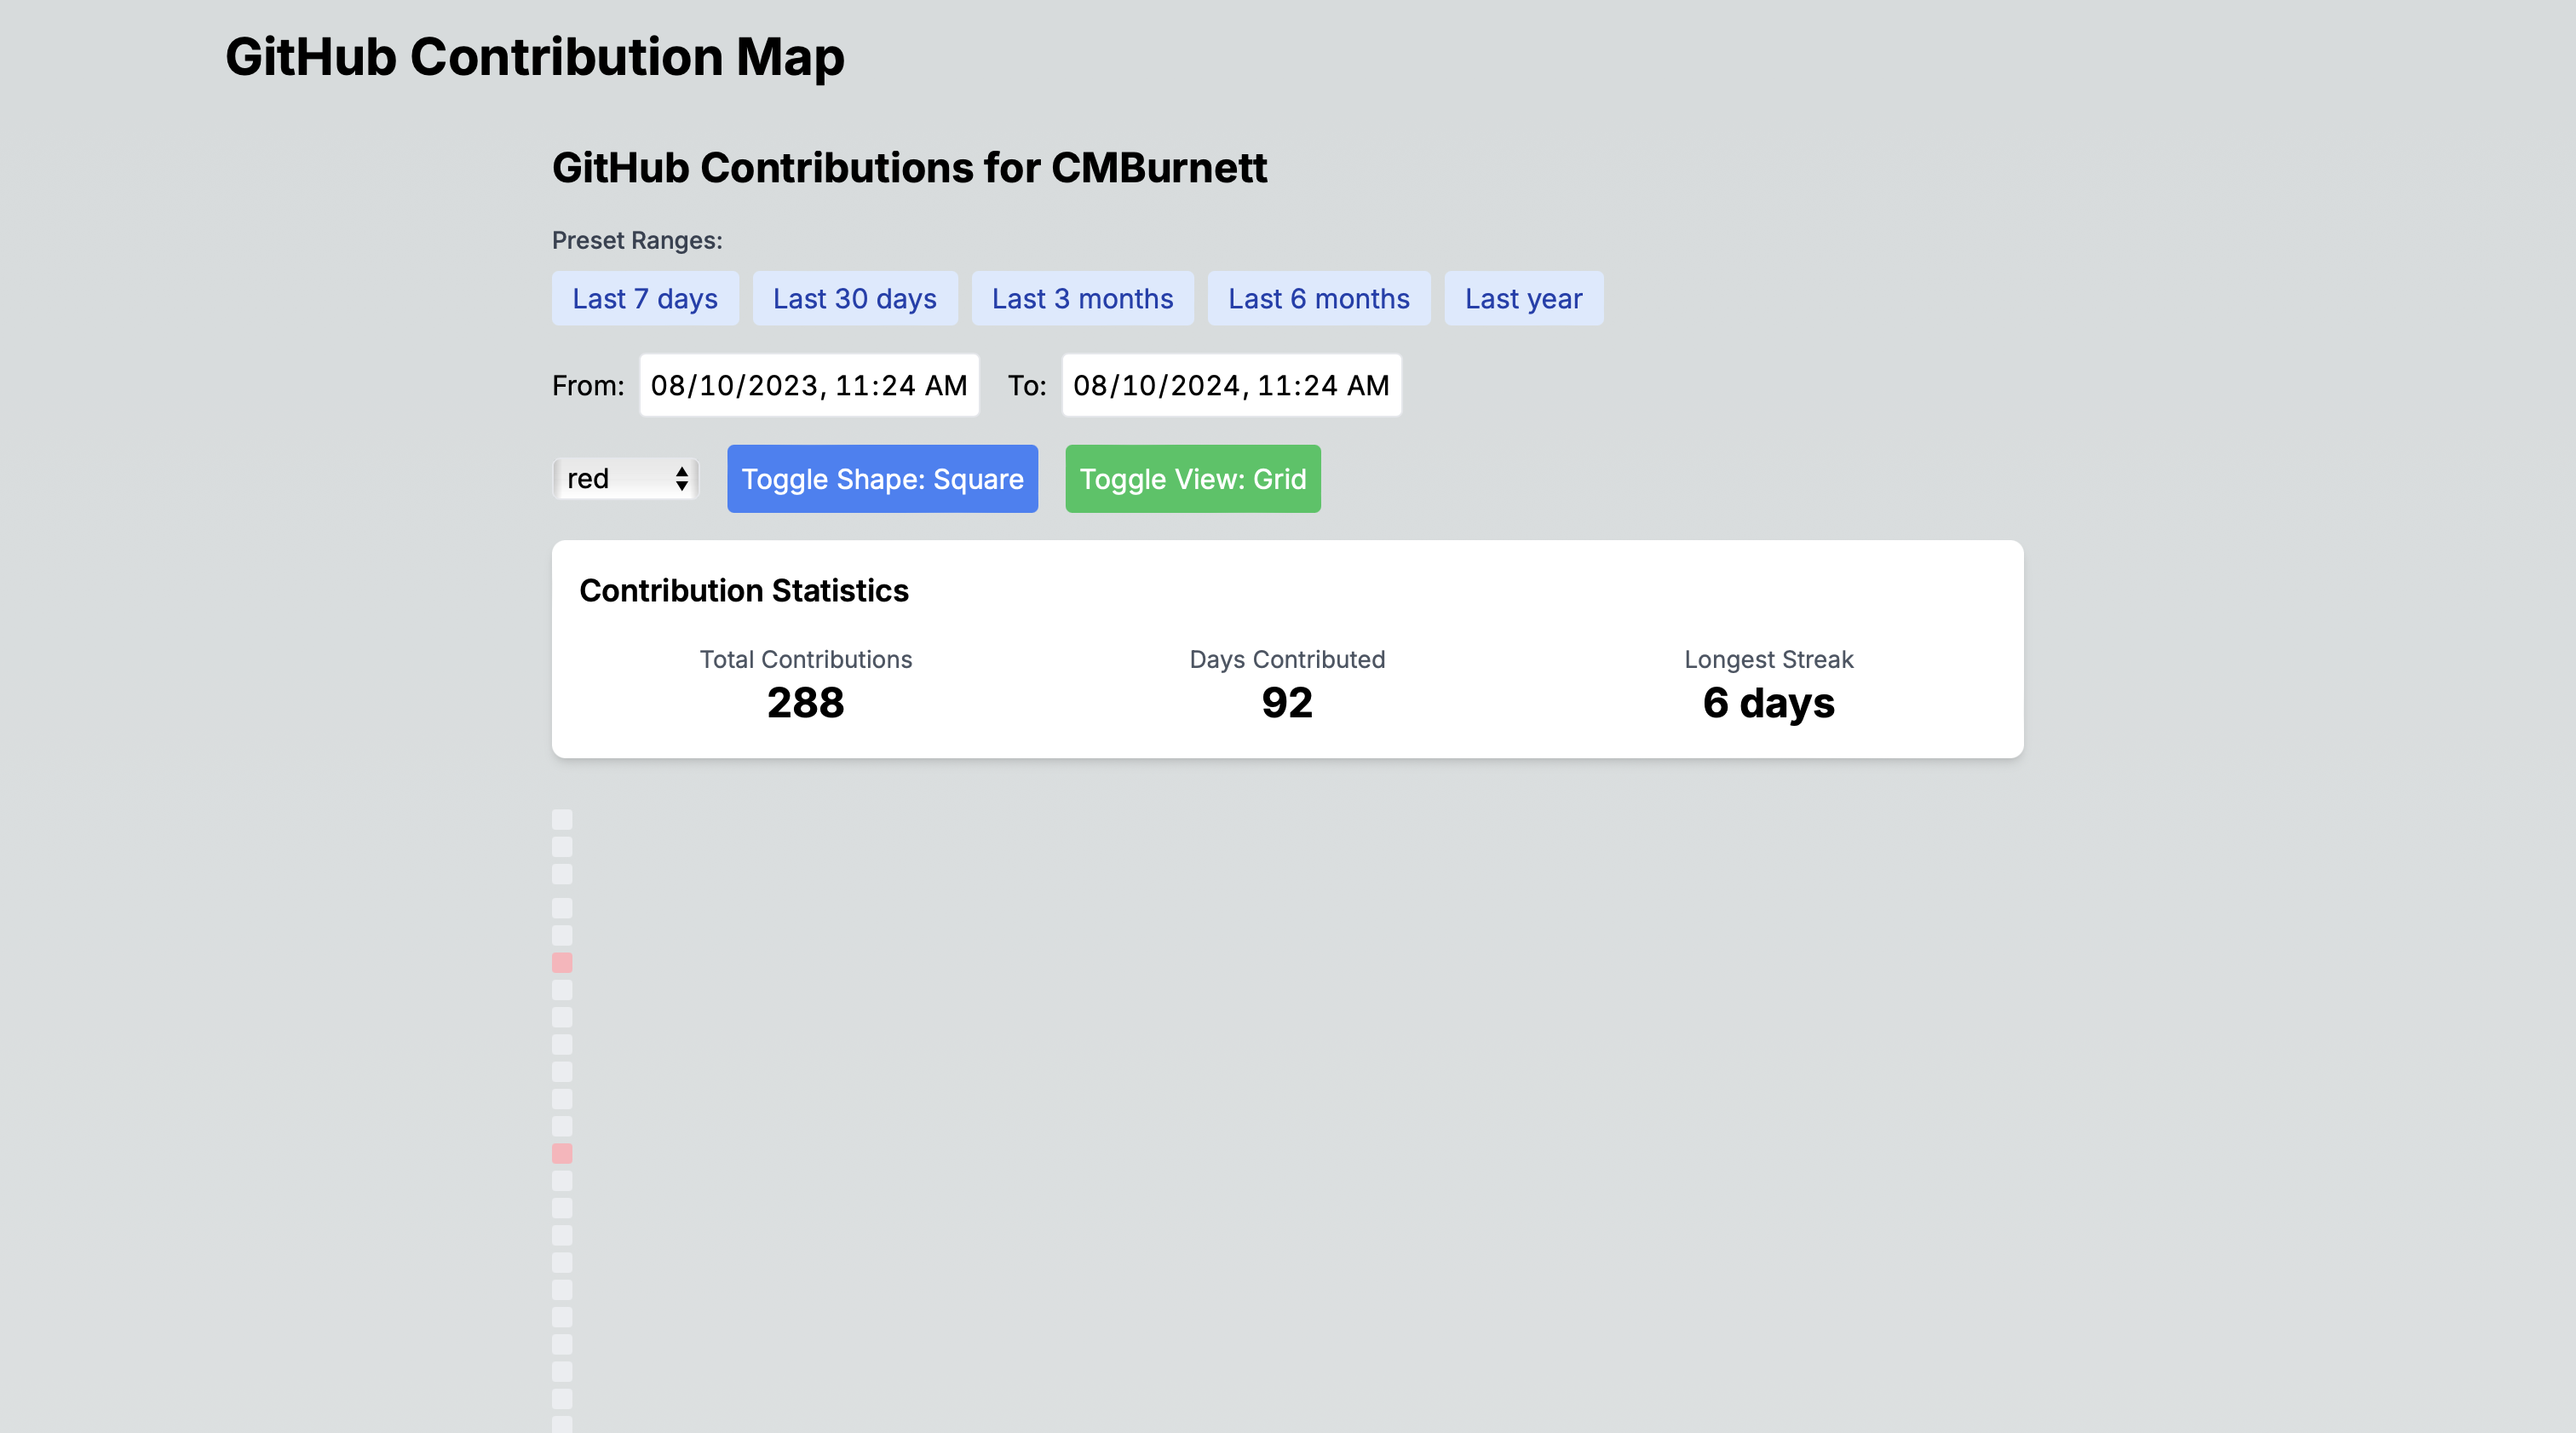 GitHub Contribution Map
GitHub Contributions for CMBurnett
Preset Ranges:
Last 7 days Last 30 days Last 3 months Last 6 months Last year
From: 08/10/2023, 11:24 AM To: 08/10/2024, 11:24 AM
red Toggle Shape: Square Toggle View: Grid
Contribution Statistics
Total Contributions Days Contributed Longest Streak
288 92 6 days